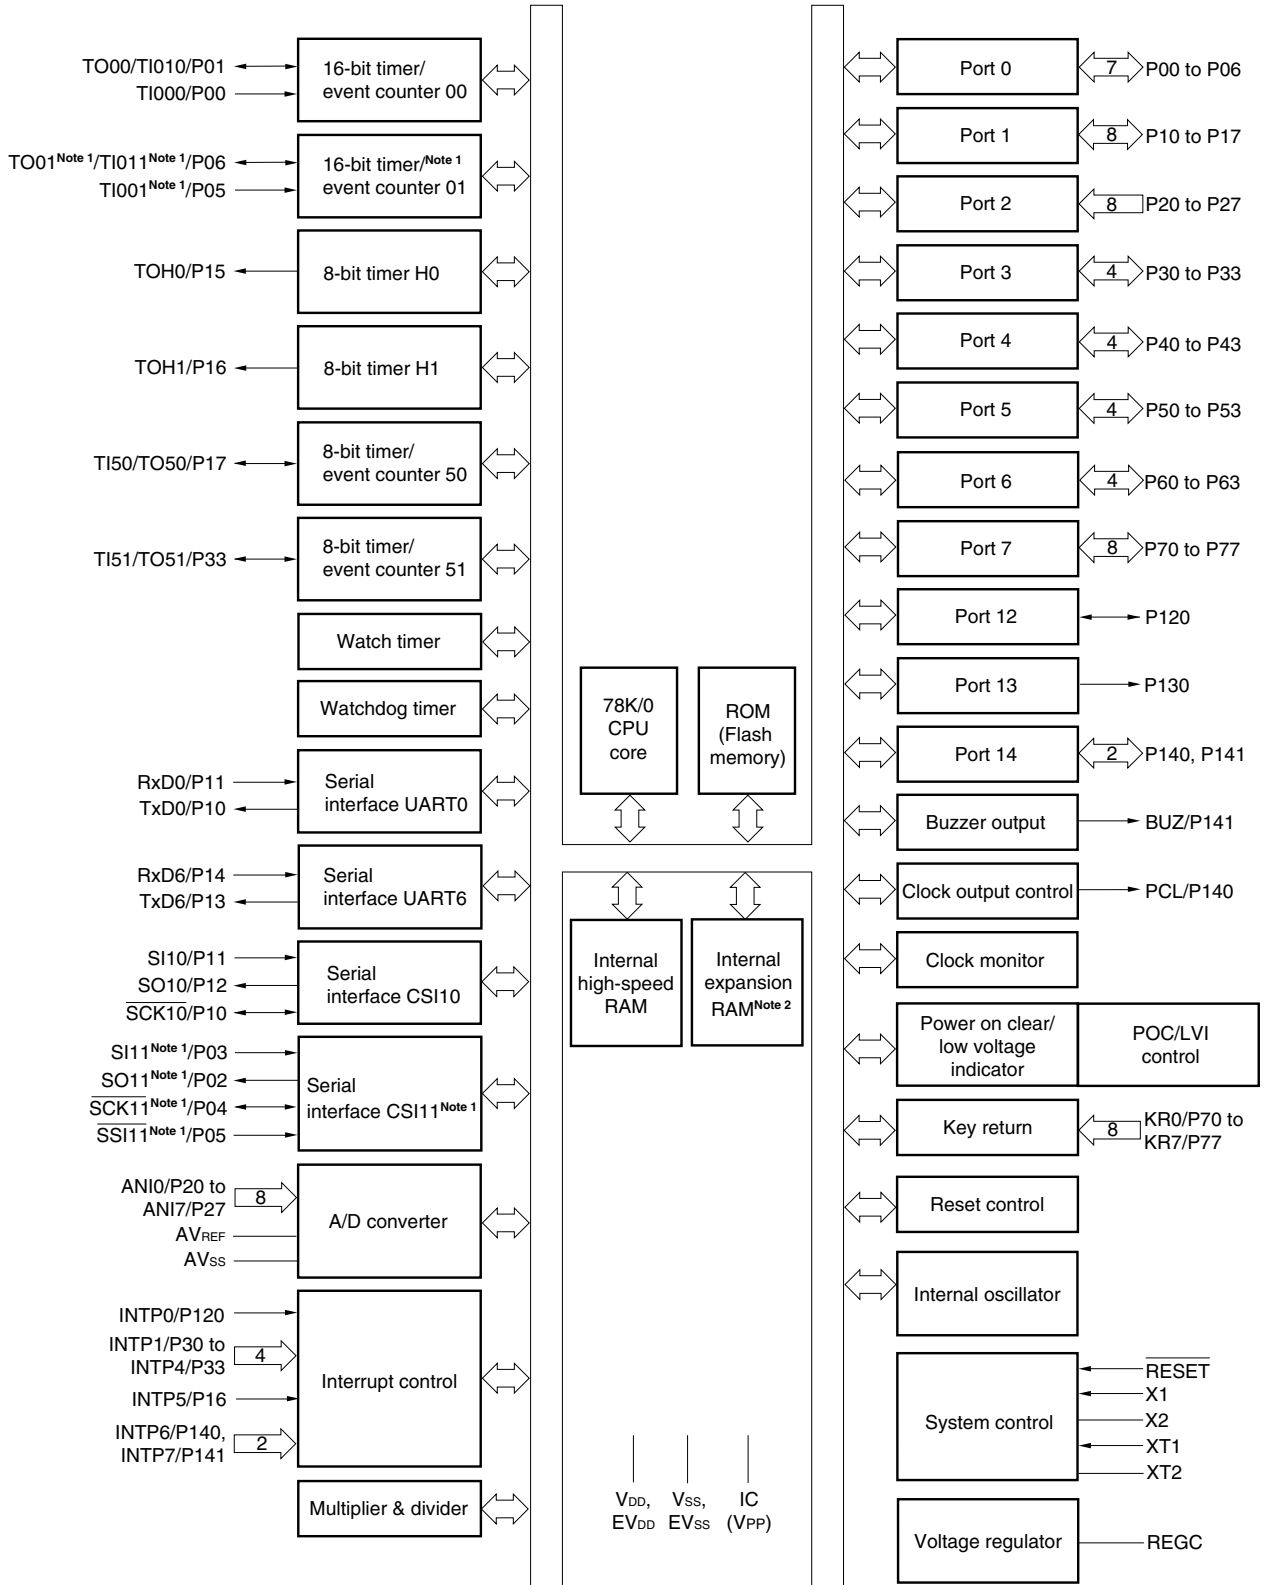 TO00/TI010/P01
TI000/P00
16-bit timer/
event counter 00
TO01Note 1/TI011Note 1/P06
TI001Note 1/P05
16-bit timer/Note 1
event counter 01
TOH0/P15
8-bit timer H0
TOH1/P16
8-bit timer H1
TI50/TO50/P17
8-bit timer/
event counter 50
TI51/TO51/P33
8-bit timer/
event counter 51
Watch timer
Watchdog timer
RxD0/P11
TxD0/P10
Serial
interface UART0
RxD6/P14
TxD6/P13
Serial
interface UART6
SI10/P11
SO10/P12
SCK10/P10
Serial
interface CSI10
SI11Note 1/P03
SO11Note 1/P02
SCK11Note 1/P04
SSI11Note 1/P05
Serial
interface CSI11Note 1
ANI0/P20 to
ANI7/P27
8
AVREF
AVSS
A/D converter
INTP0/P120
INTP1/P30 to
INTP4/P33
4
INTP5/P16
INTP6/P140,
INTP7/P141
2
Interrupt control
Multiplier & divider
78K/0
CPU
core
ROM
(Flash
memory)
Internal
high-speed
RAM
Internal
expansion
RAMNote 2
VDD,
EVDD
VSS,
EVSS
IC
(VPP)
Port 0
7
P00 to P06
Port 1
8
P10 to P17
Port 2
8
P20 to P27
Port 3
4
P30 to P33
Port 4
4
P40 to P43
Port 5
4
P50 to P53
Port 6
4
P60 to P63
Port 7
8
P70 to P77
Port 12
P120
Port 13
P130
Port 14
2
P140, P141
Buzzer output
BUZ/P141
Clock output control
PCL/P140
Clock monitor
Power on clear/
low voltage
indicator
POC/LVI
control
Key return
8
KR0/P70 to
KR7/P77
Reset control
Internal oscillator
System control
RESET
X1
X2
XT1
XT2
Voltage regulator
REGC